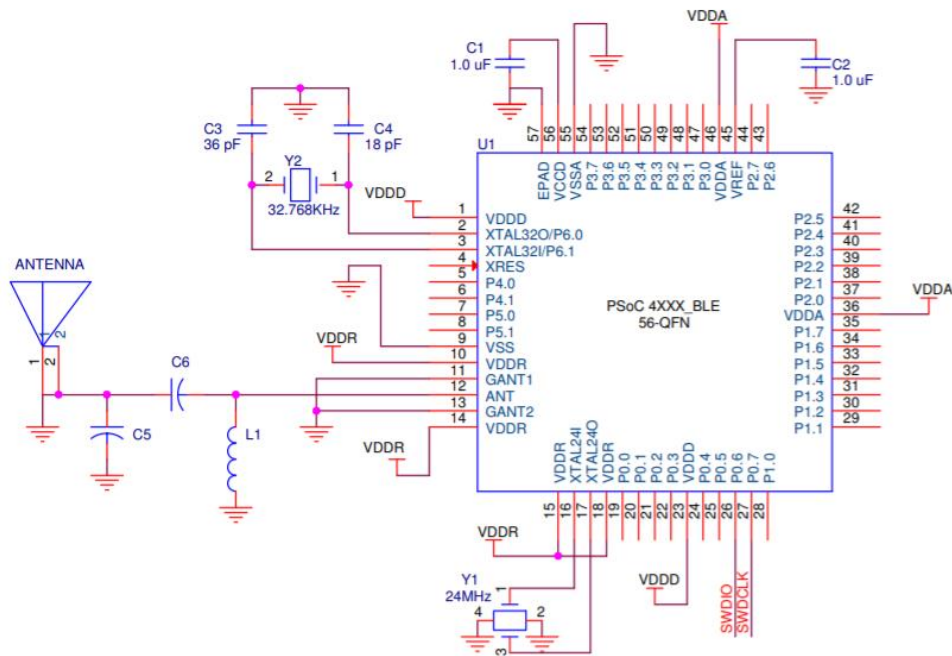 VDDA
C1
1.0 uF
C2
1.0 uF
C3
36 pF
C4
18 pF
Y2
2
1
32.768KHz
57
56
55
54
53
52
51
50
49
48
47
46
45
44
43
U1
EPAD
VCCD
VSSA
P3.7
P3.6
P3.5
P3.4
P3.3
P3.2
P3.1
P3.0
VDDA
VREF
P2.7
P2.6
VDDD
1 VDDD
2 XTAL32O/P6.0
3 XTAL32I/P6.1
4 XRES
5 P4.0
6 P4.1
7 P5.0
8 P5.1
9 VSS
10 VDDR
11 GANT1
12 ANT
13 GANT2
14 VDDR
P2.5 42
P2.4 41
P2.3 40
P2.2 39
P2.1 38
P2.0 37
VDDA 36
P1.7 35
P1.6 34
P1.5 33
P1.4 32
P1.3 31
P1.2 30
P1.1 29
VDDA
PSoC 4XXX_BLE
56-QFN
ANTENNA
1
2
1
2
VDDR
C6
C5
L1
VDDR
VDDR
XTAL24I
XTAL24O
VDDR
P0.0
P0.1
P0.2
P0.3
VDDD
P0.4
P0.5
P0.6
P0.7
P1.0
15
16
17
18
19
20
21
22
23
24
25
26
27
28
VDDR
Y1
24MHz
1
4
2
3
VDDD
SWDIO
SWDCLK